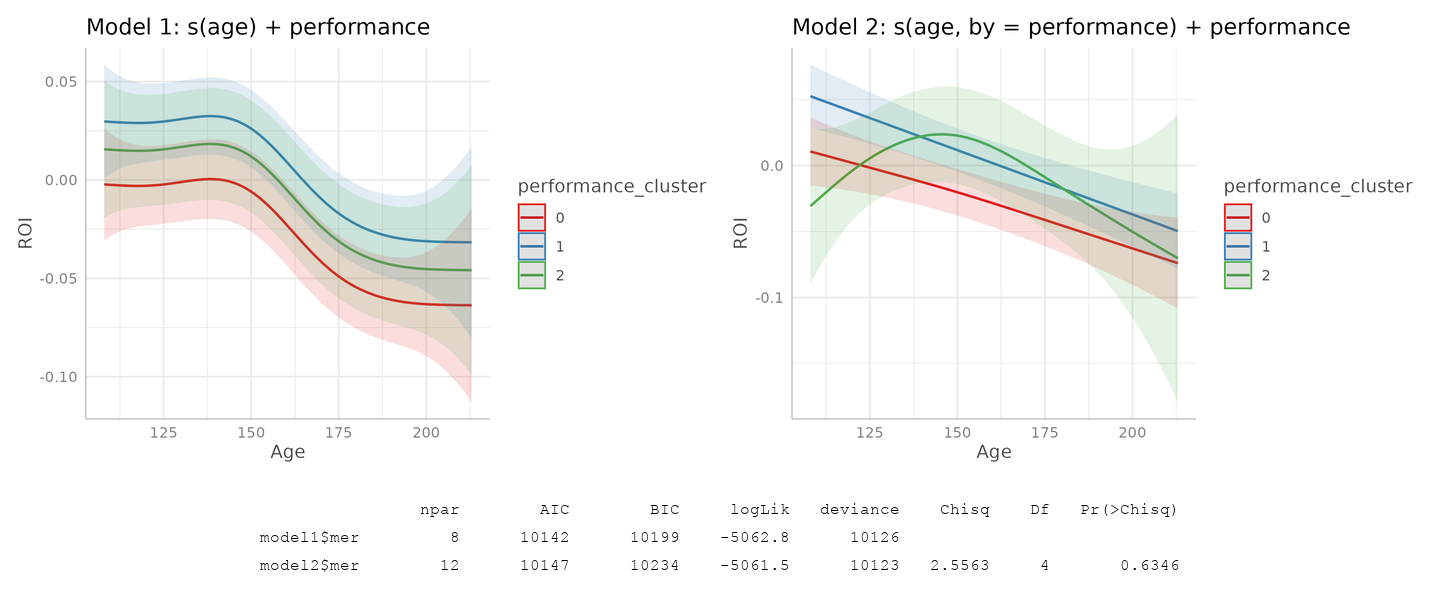 Model 1: s(age) + performance
0.05
0.00
-0.05
-0.10
ROI
125 150 175 200
Age
performance_cluster
0
1
2
Model 2: s(age, by = performance) + performance
0.0
-0.1
ROI
125 150 175 200
Age
performance_cluster
0
1
2
npar AIC BIC logLik deviance Chisq Df Pr(>Chisq)
model1$mer 8 10142 10199 -5062.8 10126
model2$mer 12 10147 10234 -5061.5 10123 2.5563 4 0.6346